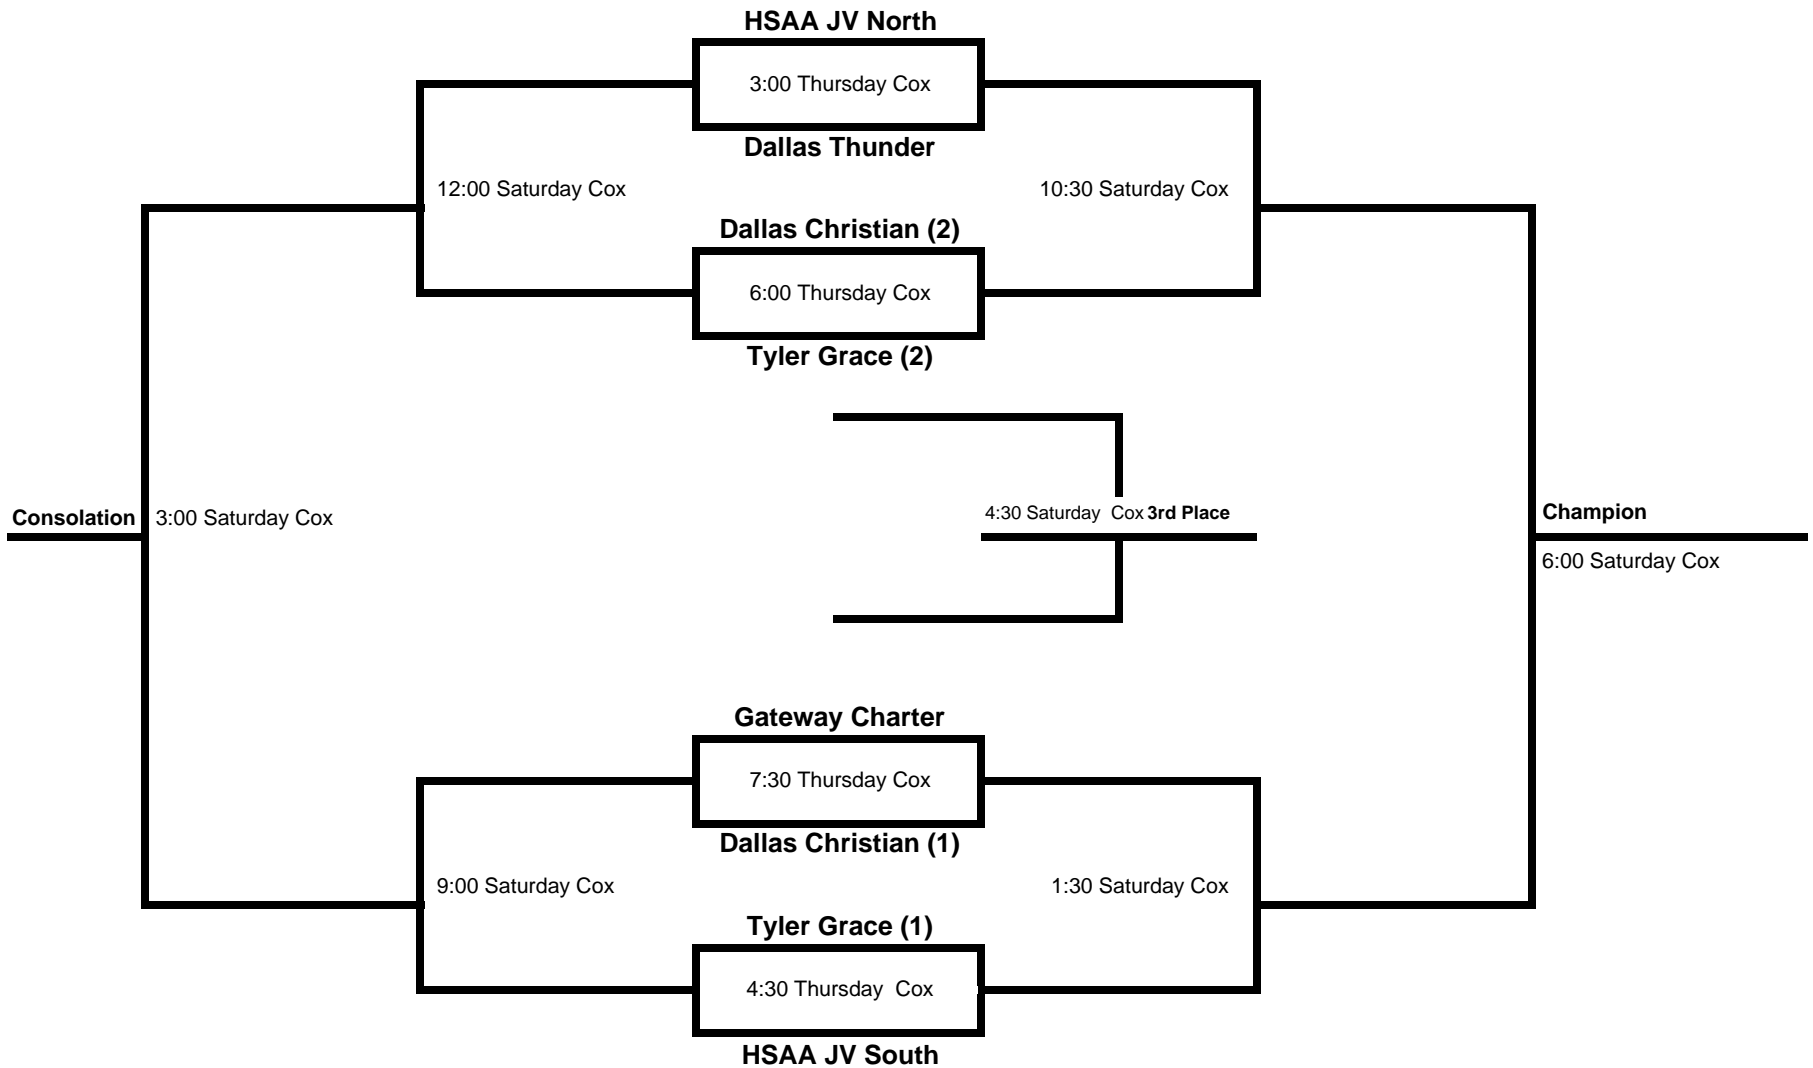 HSAA JV North
3:00 Thursday Cox
Dallas Thunder
12:00 Saturday Cox
10:30 Saturday Cox
Dallas Christian (2)
6:00 Thursday Cox
Tyler Grace (2)
Consolation
3:00 Saturday Cox
4:30 Saturday  Cox 3rd Place
Champion
6:00 Saturday Cox
Gateway Charter
7:30 Thursday Cox
Dallas Christian (1)
9:00 Saturday Cox
1:30 Saturday Cox
Tyler Grace (1)
4:30 Thursday  Cox
HSAA JV South